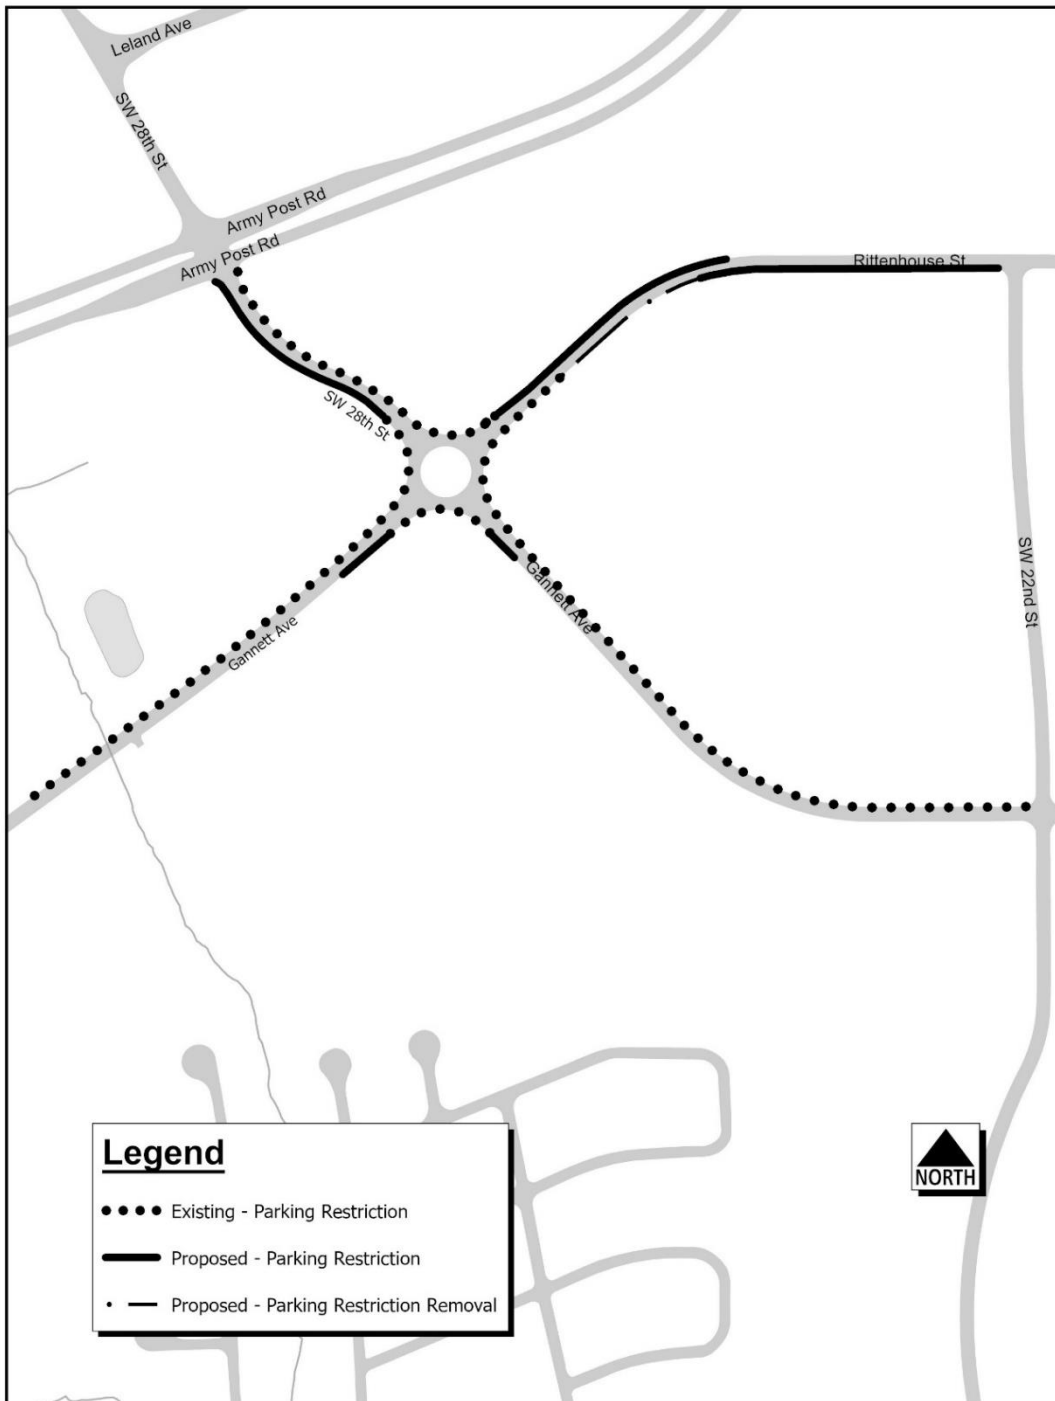 Leland Ave
SW 28th St
Army Post Rd
Army Post Rd
Rittenhouse St
SW 28th St
SW 22nd St
Gannett Ave
Gannett Ave
Legend
Existing - Parking Restriction
Proposed - Parking Restriction
Proposed - Parking Restriction Removal
NORTH